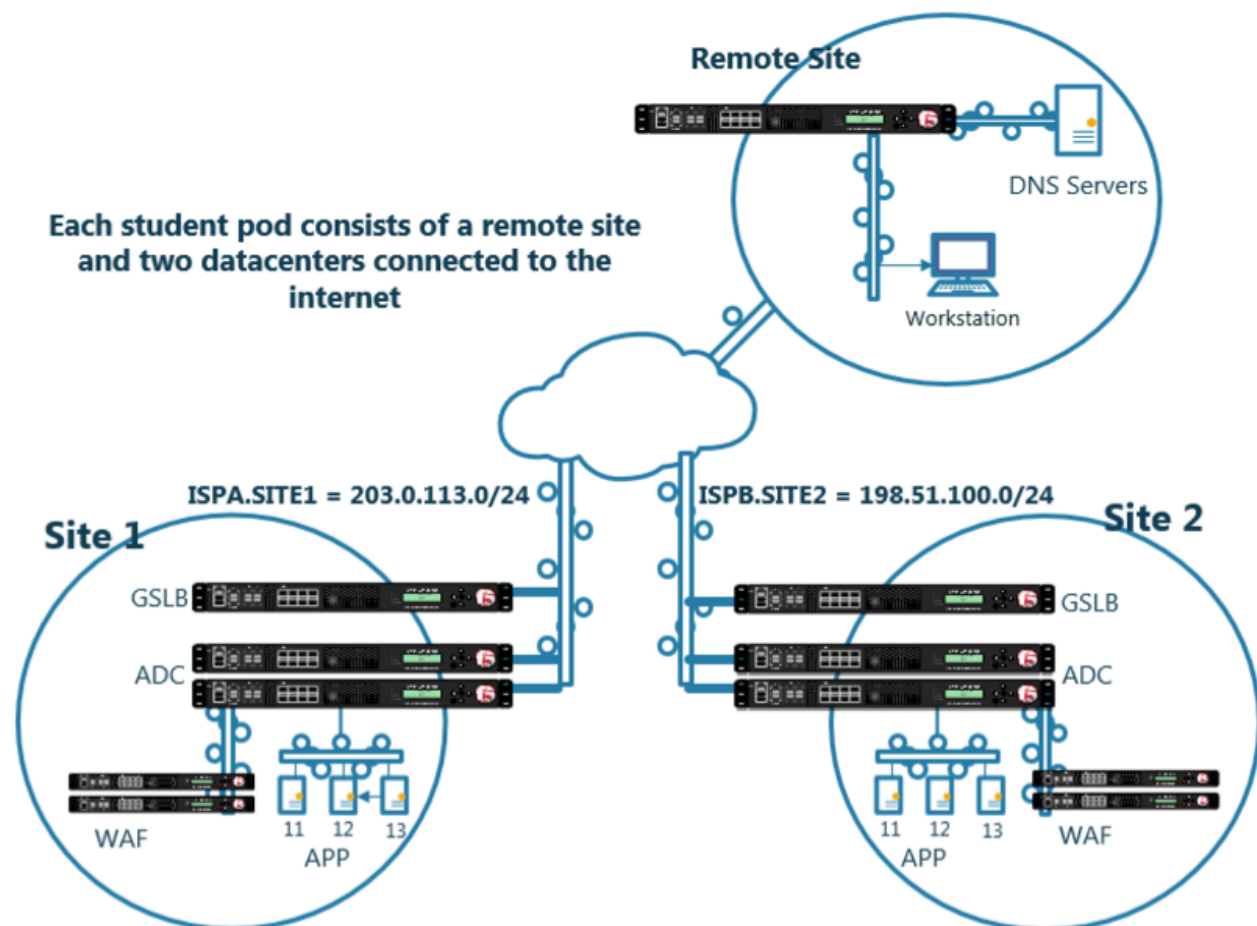 Remote Site
DNS Servers
Workstation
Each student pod consists of a remote site
and two datacenters connected to the
internet
ISPA.SITE1 = 203.0.113.0/24
ISPB.SITE2 = 198.51.100.0/24
Site 1
Site 2
GSLB
GSLB
ADC
ADC
WAF
11
12
13
APP
11
12
13
APP
WAF